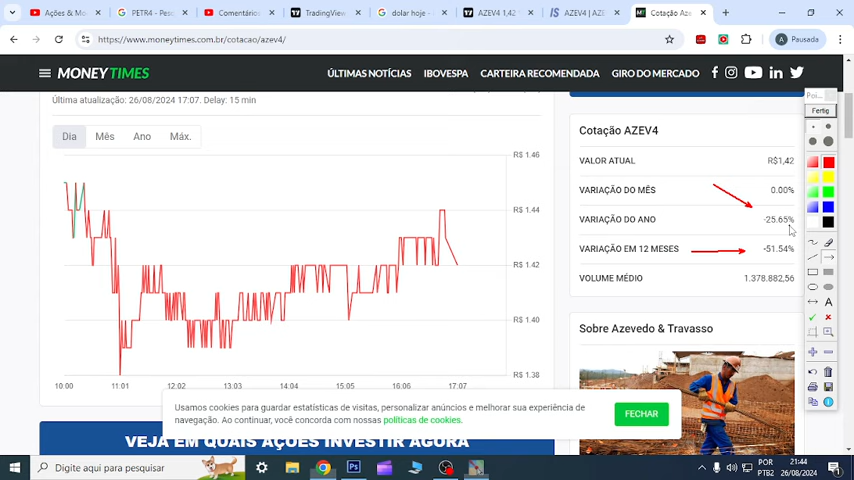 Ações & Mo
PETR4 - Pesq
Comentários
TradingView
dolar hoje -
AZEV4 1,42
AZEV4 | AZE
Cotação Aze
https://www.moneytimes.com.br/cotacao/azev4/
A
Pausada
MONEYTIMES
ÚLTIMAS NOTÍCIAS
IBOVESPA
CARTEIRA RECOMENDADA
GIRO DO MERCADO
Última atualização: 26/08/2024 17:07. Delay: 15 min
Dia
Mês
Ano
Máx.
R$1.46
R$1.44
R$1.42
R$1.40
R$1.38
10:00
11:01
12:02
13:03
14:04
15:05
16:06
17:07
Cotação AZEV4
VALOR ATUAL
R$1,42
VARIAÇÃO DO MÊS
0.00%
VARIAÇÃO DO ANO
-25.65%
VARIAÇÃO EM 12 MESES
-51.54%
VOLUME MÉDIO
1.378.882,56
Sobre Azevedo & Travasso
Fertig
A
Usamos cookies para guardar estatísticas de visitas, personalizar anúncios e melhorar sua experiência de
navegação. Ao continuar, você concorda com nossas políticas de cookies.
FECHAR
VEJA EM QUAIS AÇÕES INVESTIR AGORA
Digite aqui para pesquisar
POR
PTB2
21:44
26/08/2024